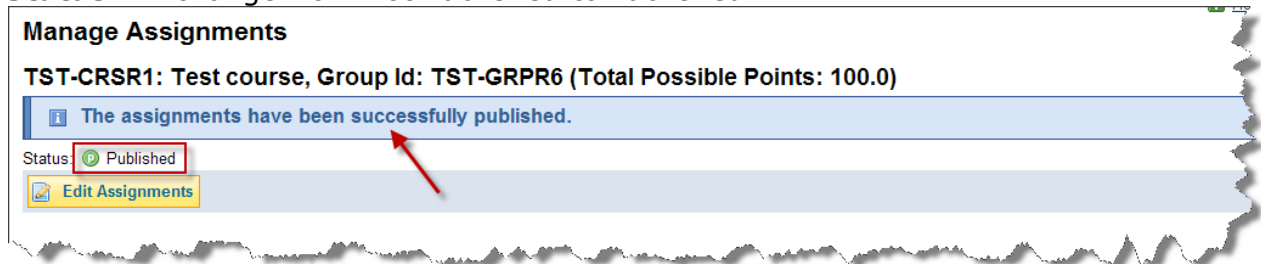 Manage Assignments
TST-CRSR1: Test course, Group Id: TST-GRPR6 (Total Possible Points: 100.0)
The assignments have been successfully published.
Status: Published
Edit Assignments